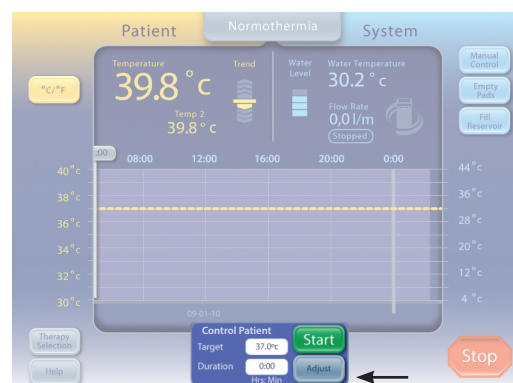 Patient
Normothermia
System
Temperature
39.8°c
Trend
Temp 2
39.8°c
Water
Level
Water Temperature
30.2°c
Flow Rate
0,0 l/m
Stopped
°C/°F
Manual
Control
Empty
Pads
Fill
Reservoir
:00
08:00
12:00
16:00
20:00
0:00
40°c
38°c
36°c
34°c
32°c
30°c
44°c
36°c
28°c
20°c
12°c
4°c
09-01-10
Therapy
Selection
Help
Control Patient
Target
37.0ºc
Start
Duration
0:00
Adjust
Hrs: Min
Stop